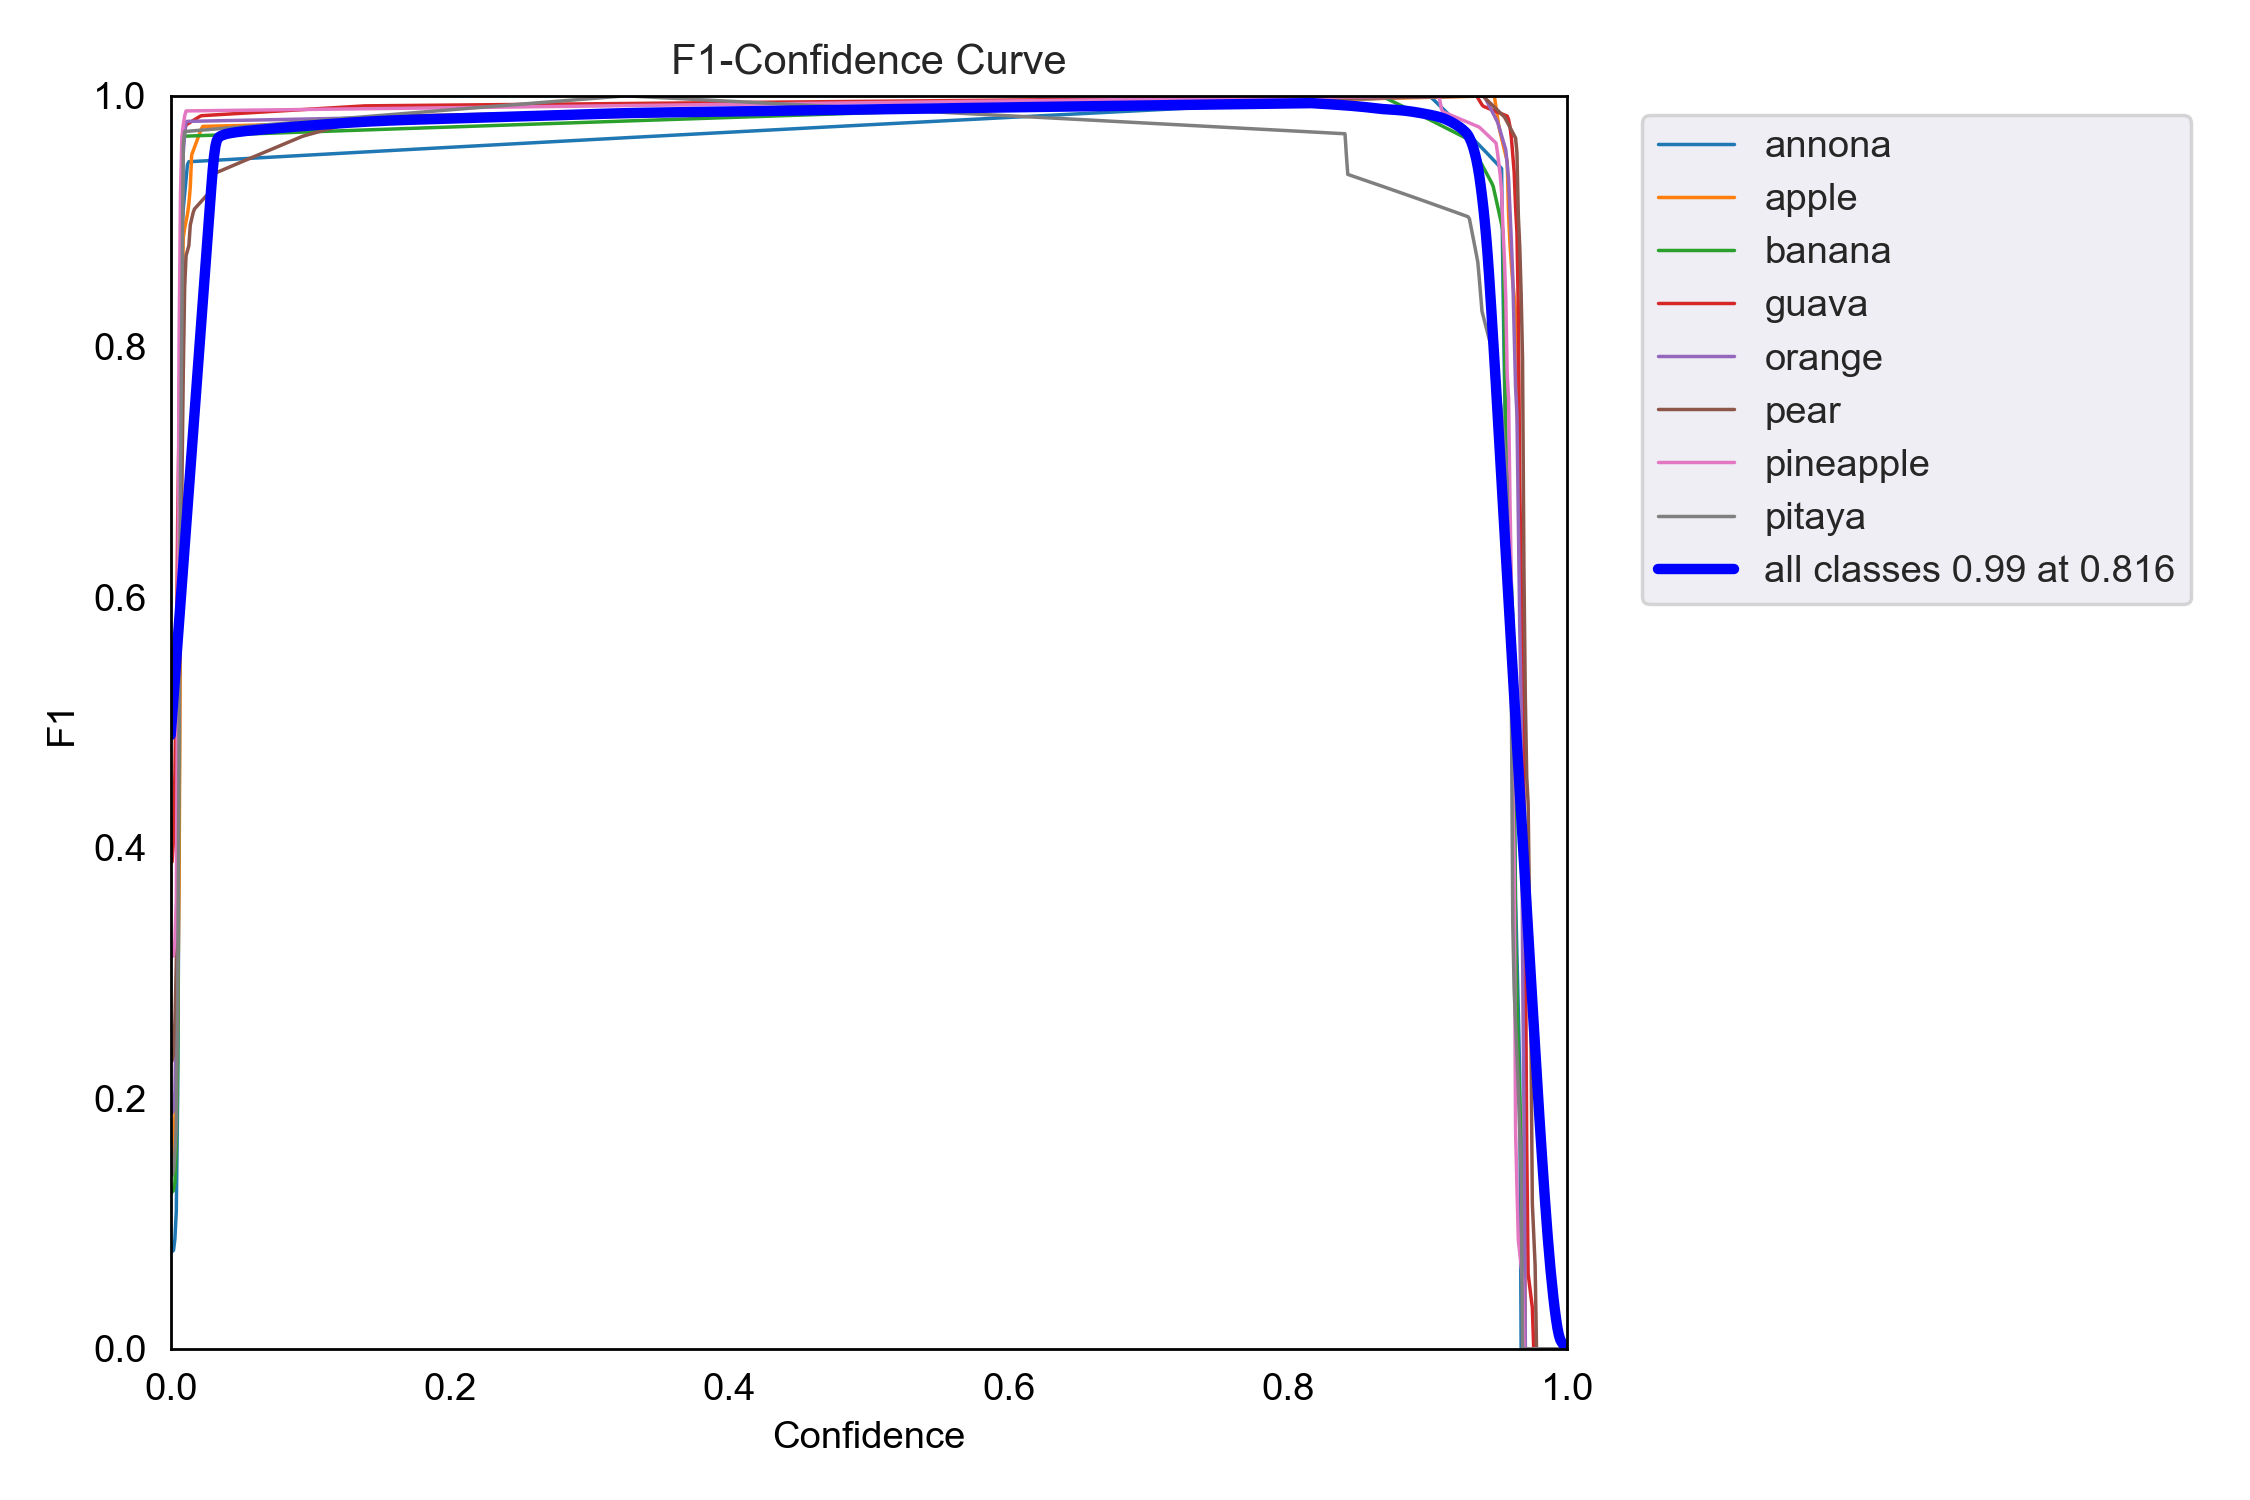 F1-Confidence Curve
1.0
0.8
0.6
0.4
0.2
0.0
F1
0.0 0.2 0.4 0.6 0.8 1.0
Confidence
annona
apple
banana
guava
orange
pear
pineapple
pitaya
all classes 0.99 at 0.816